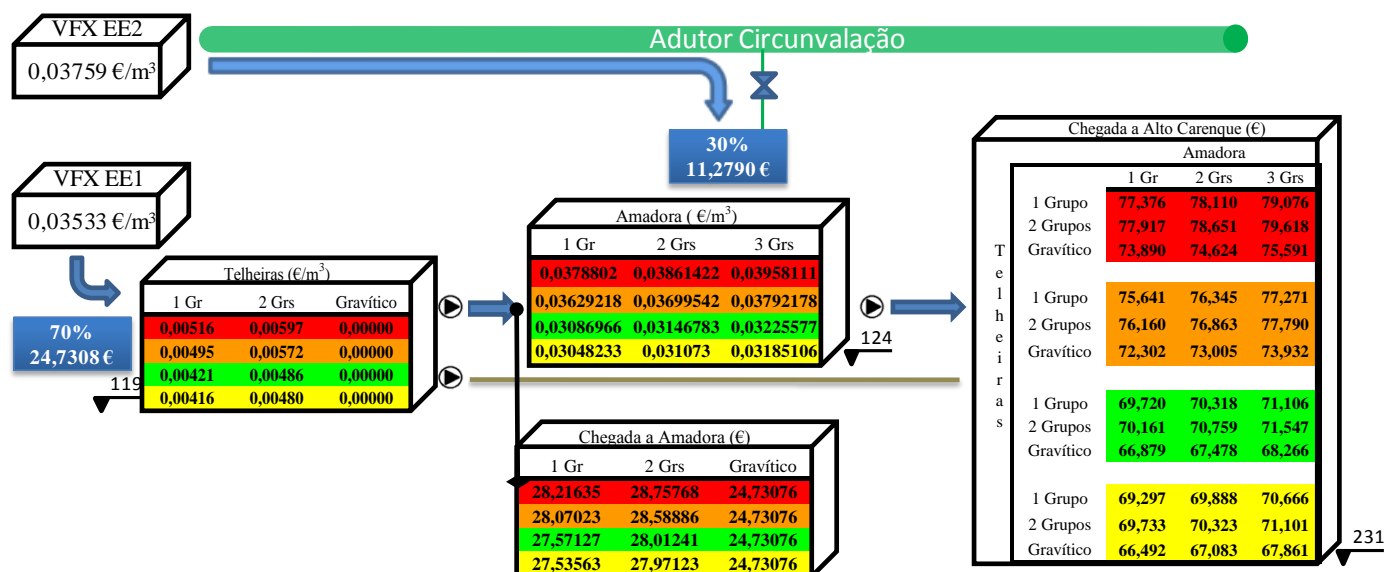 VFX EE2
0,03759 €/m³
Adutor Circunvalação
30%
11,2790 €
VFX EE1
0,03533 €/m³
70%
24,7308 €
Telheiras (€/m³)
1 Gr 2 Grs Gravítico
0,00516 0,00597 0,00000
0,00495 0,00572 0,00000
0,00421 0,00486 0,00000
0,00416 0,00480 0,00000
119
Amadora ( €/m³)
1 Gr 2 Grs 3 Grs
0,0378802 0,03861422 0,03958111
0,03629218 0,03699542 0,03792178
0,03086966 0,03146783 0,03225577
0,03048233 0,031073 0,03185106
124
Chegada a Amadora (€)
1 Gr 2 Grs Gravítico
28,21635 28,75768 24,73076
28,07023 28,58886 24,73076
27,57127 28,01241 24,73076
27,53563 27,97123 24,73076
Chegada a Alto Carenque (€)
Amadora
1 Gr 2 Grs 3 Grs
Telheiras
1 Grupo 77,376 78,110 79,076
2 Grupos 77,917 78,651 79,618
Gravítico 73,890 74,624 75,591
1 Grupo 75,641 76,345 77,271
2 Grupos 76,160 76,863 77,790
Gravítico 72,302 73,005 73,932
1 Grupo 69,720 70,318 71,106
2 Grupos 70,161 70,759 71,547
Gravítico 66,879 67,478 68,266
1 Grupo 69,297 69,888 70,666
2 Grupos 69,733 70,323 71,101
Gravítico 66,492 67,083 67,861
231